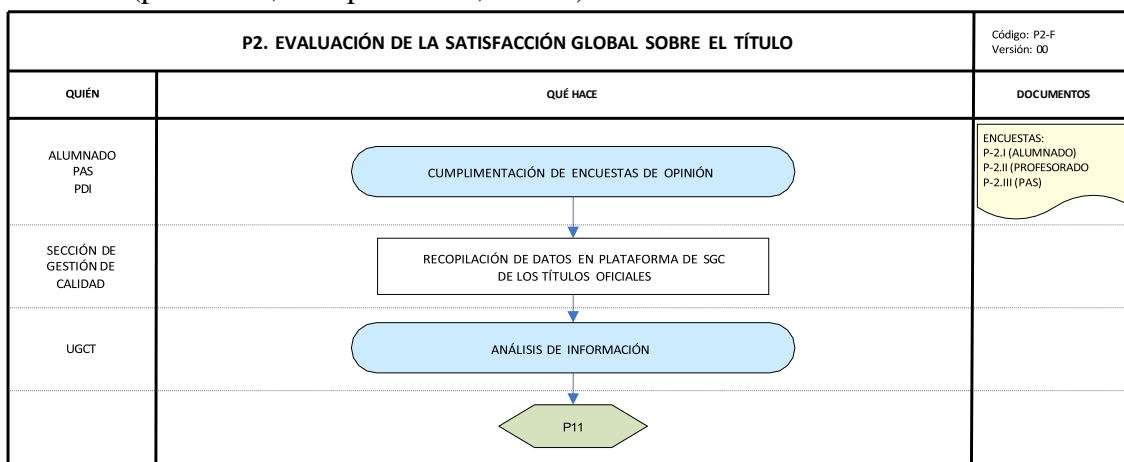 P2. EVALUACIÓN DE LA SATISFACCIÓN GLOBAL SOBRE EL TÍTULO
Código: P2-F
Versión: 00
QUIÉN
QUÉ HACE
DOCUMENTOS
ALUMNADO
PAS
PDI
CUMPLIMENTACIÓN DE ENCUESTAS DE OPINIÓN
ENCUESTAS:
P-2.I (ALUMNADO)
P-2.II (PROFESORADO
P-2.III (PAS)
SECCIÓN DE
GESTIÓN DE
CALIDAD
RECOPILACIÓN DE DATOS EN PLATAFORMA DE SGC
DE LOS TÍTULOS OFICIALES
UGCT
ANÁLISIS DE INFORMACIÓN
P11